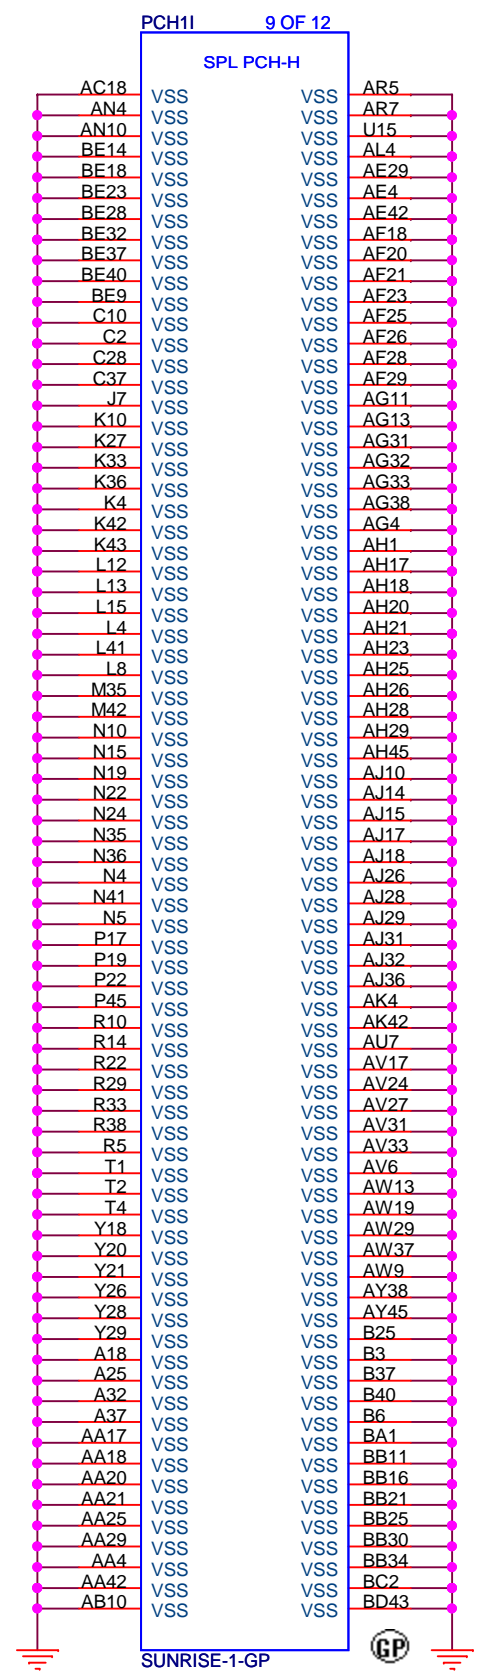 PCH1I 9 OF 12
SPL PCH-H
AC18 VSS VSS AR5
AN4 VSS VSS AR7
AN10 VSS VSS U15
BE14 VSS VSS AL4
BE18 VSS VSS AE29
BE23 VSS VSS AE4
BE28 VSS VSS AE42
BE32 VSS VSS AF18
BE37 VSS VSS AF20
BE40 VSS VSS AF21
BE9 VSS VSS AF23
C10 VSS VSS AF25
C2 VSS VSS AF26
C28 VSS VSS AF28
C37 VSS VSS AF29
J7 VSS VSS AG11
K10 VSS VSS AG13
K27 VSS VSS AG31
K33 VSS VSS AG32
K36 VSS VSS AG33
K4 VSS VSS AG38
K42 VSS VSS AG4
K43 VSS VSS AH1
L12 VSS VSS AH17
L13 VSS VSS AH18
L15 VSS VSS AH20
L4 VSS VSS AH21
L41 VSS VSS AH23
L8 VSS VSS AH25
M35 VSS VSS AH26
M42 VSS VSS AH28
N10 VSS VSS AH29
N15 VSS VSS AH45
N19 VSS VSS AJ10
N22 VSS VSS AJ14
N24 VSS VSS AJ15
N35 VSS VSS AJ17
N36 VSS VSS AJ18
N4 VSS VSS AJ26
N41 VSS VSS AJ28
N5 VSS VSS AJ29
P17 VSS VSS AJ31
P19 VSS VSS AJ32
P22 VSS VSS AJ36
P45 VSS VSS AK4
R10 VSS VSS AK42
R14 VSS VSS AU7
R22 VSS VSS AV17
R29 VSS VSS AV24
R33 VSS VSS AV27
R38 VSS VSS AV31
R5 VSS VSS AV33
T1 VSS VSS AV6
T2 VSS VSS AW13
T4 VSS VSS AW19
Y18 VSS VSS AW29
Y20 VSS VSS AW37
Y21 VSS VSS AW9
Y26 VSS VSS AY38
Y28 VSS VSS AY45
Y29 VSS VSS B25
A18 VSS VSS B3
A25 VSS VSS B37
A32 VSS VSS B40
A37 VSS VSS B6
AA17 VSS VSS BA1
AA18 VSS VSS BB11
AA20 VSS VSS BB16
AA21 VSS VSS BB21
AA25 VSS VSS BB25
AA29 VSS VSS BB30
AA4 VSS VSS BB34
AA42 VSS VSS BC2
AB10 VSS VSS BD43
GP
SUNRISE-1-GP